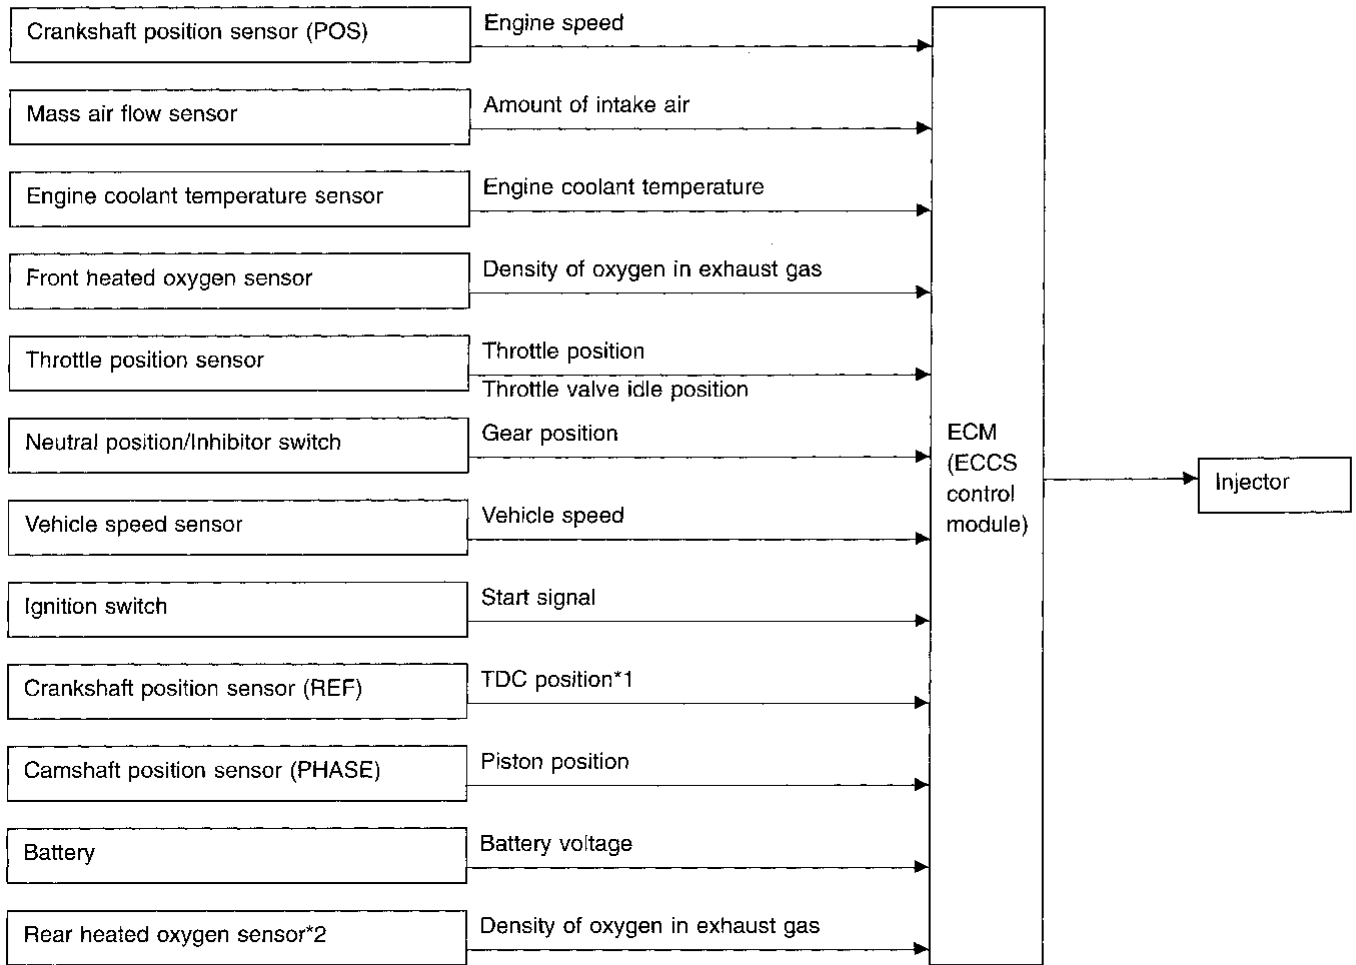 Crankshaft position sensor (POS)
Engine speed
Mass air flow sensor
Amount of intake air
Engine coolant temperature sensor
Engine coolant temperature
Front heated oxygen sensor
Density of oxygen in exhaust gas
Throttle position sensor
Throttle position
Throttle valve idle position
Neutral position/Inhibitor switch
Gear position
Vehicle speed sensor
Vehicle speed
Ignition switch
Start signal
Crankshaft position sensor (REF)
TDC position*1
Camshaft position sensor (PHASE)
Piston position
Battery
Battery voltage
Rear heated oxygen sensor*2
Density of oxygen in exhaust gas
ECM
(ECCS
control
module)
Injector